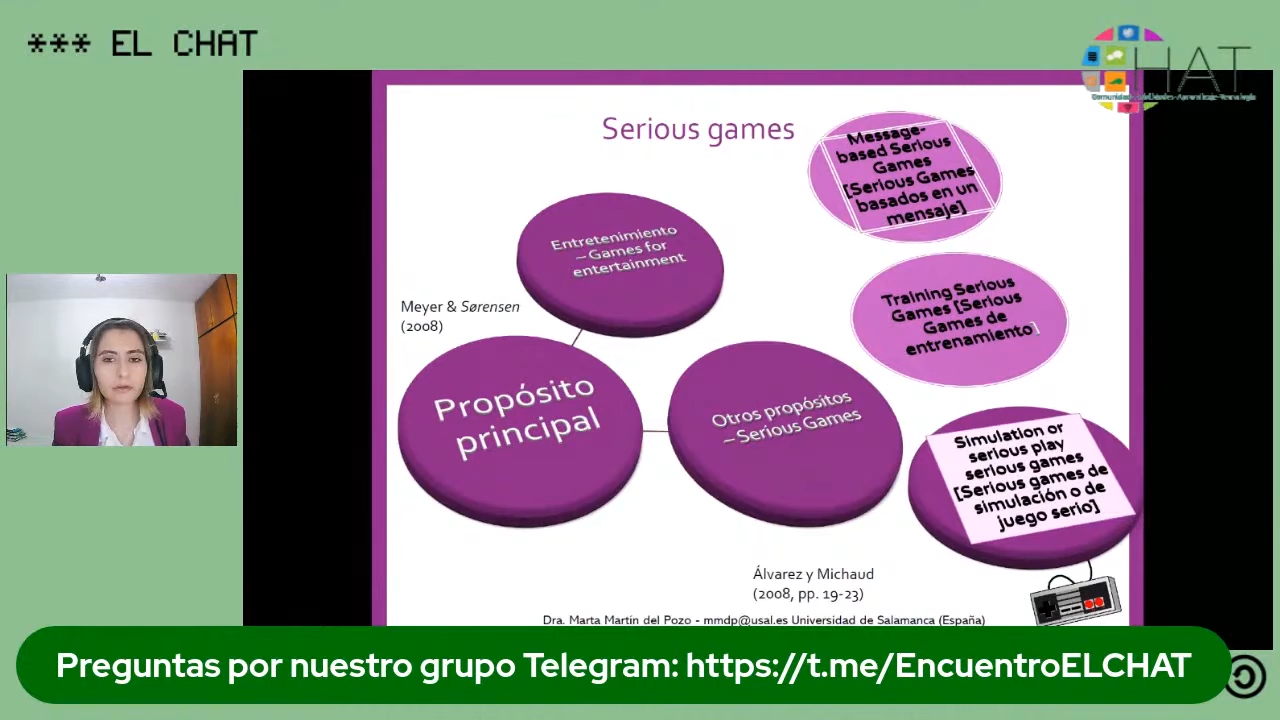 *** EL CHAT
HAT
Serious games
Message-
based Serious
Games
[Serious Games
basados en un
mensaje]
Entretenimiento
– Games for
entertainment
Training Serious
Games [Serious
Games de
entrenamiento]
Meyer & Sørensen
(2008)
Propósito
principal
Otros propósitos
– Serious Games
Simulation or
serious play
serious games
[Serious games de
simulación o de
juego serio]
Álvarez y Michaud
(2008, pp. 19-23)
Dra. Marta Martín del Pozo - mmdp@usal.es Universidad de Salamanca (España)
Preguntas por nuestro grupo Telegram: https://t.me/EncuentroELCHAT